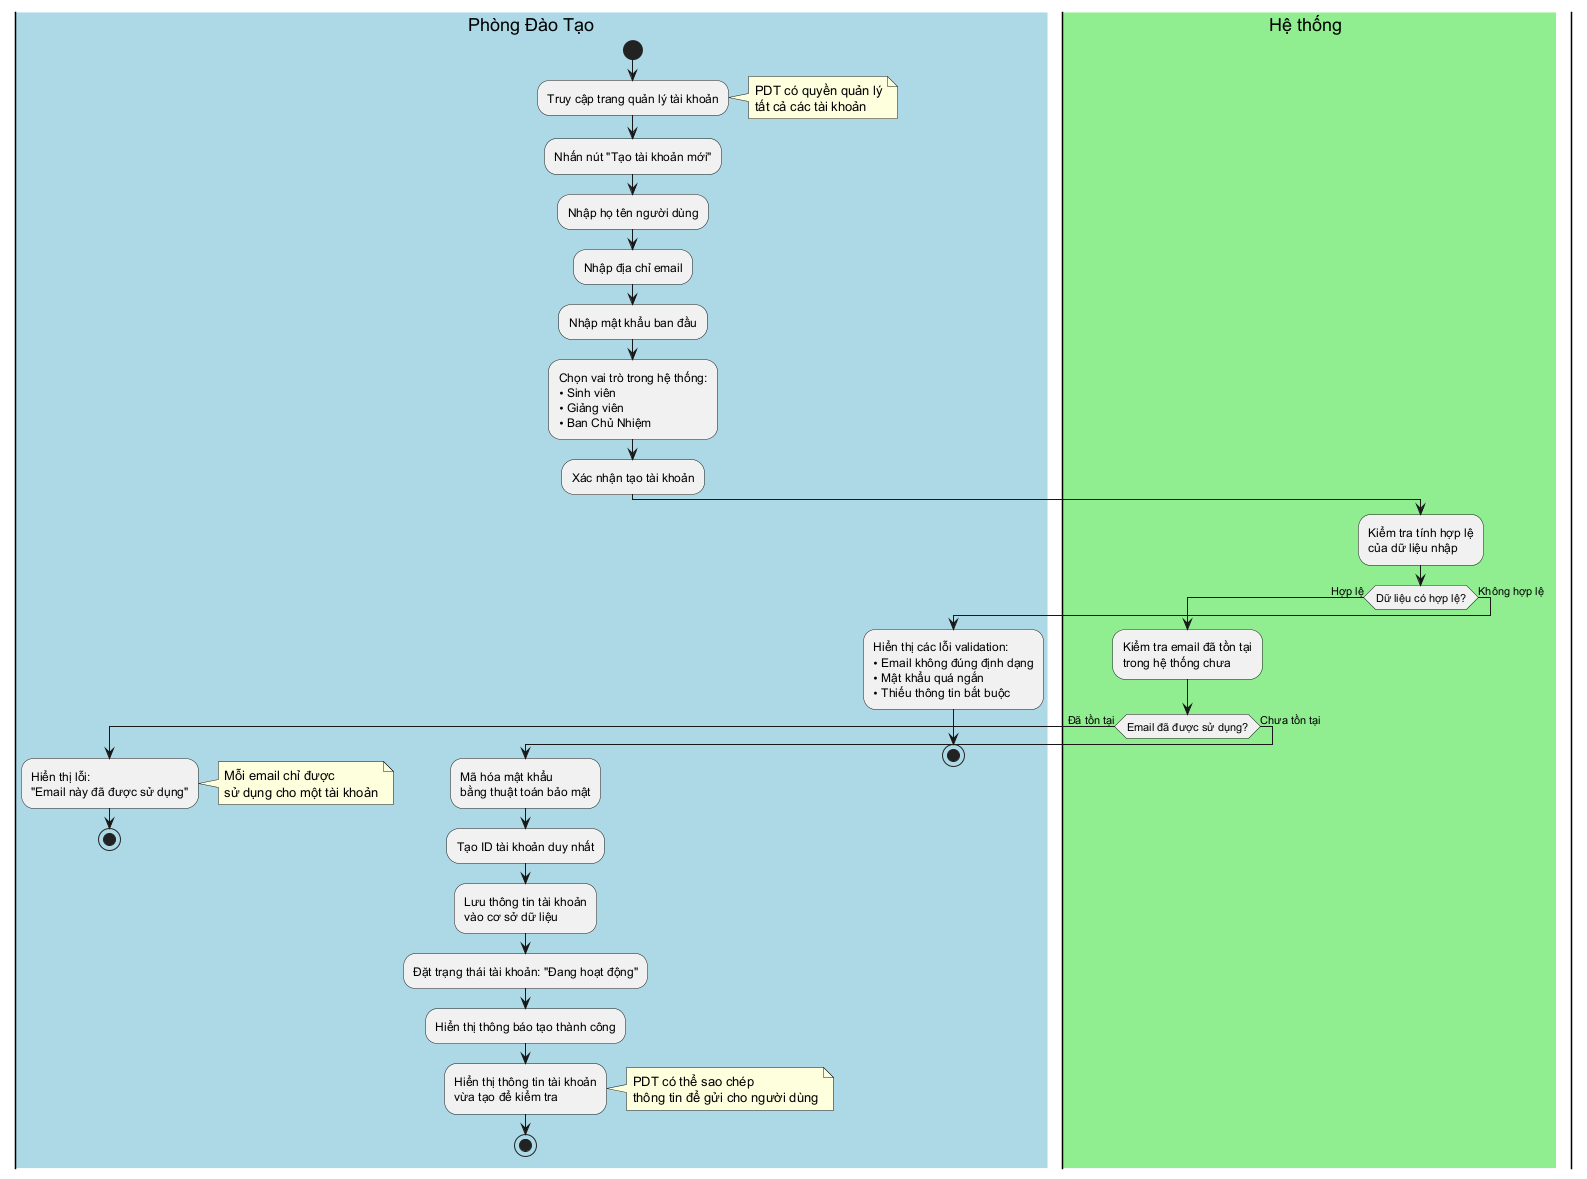 Phòng Đào Tạo
Hệ thống
Truy cập trang quản lý tài khoản
PDT có quyền quản lý
tất cả các tài khoản
Nhấn nút "Tạo tài khoản mới"
Nhập họ tên người dùng
Nhập địa chỉ email
Nhập mật khẩu ban đầu
Chọn vai trò trong hệ thống:
• Sinh viên
• Giảng viên
• Ban Chủ Nhiệm
Xác nhận tạo tài khoản
Kiểm tra tính hợp lệ
của dữ liệu nhập
Hợp lệ
Dữ liệu có hợp lệ?
Không hợp lệ
Hiển thị các lỗi validation:
• Email không đúng định dạng
• Mật khẩu quá ngắn
• Thiếu thông tin bắt buộc
Kiểm tra email đã tồn tại
trong hệ thống chưa
Đã tồn tại
Email đã được sử dụng?
Chưa tồn tại
Hiển thị lỗi:
"Email này đã được sử dụng"
Mỗi email chỉ được
sử dụng cho một tài khoản
Mã hóa mật khẩu
bằng thuật toán bảo mật
Tạo ID tài khoản duy nhất
Lưu thông tin tài khoản
vào cơ sở dữ liệu
Đặt trạng thái tài khoản: "Đang hoạt động"
Hiển thị thông báo tạo thành công
Hiển thị thông tin tài khoản
vừa tạo để kiểm tra
PDT có thể sao chép
thông tin để gửi cho người dùng